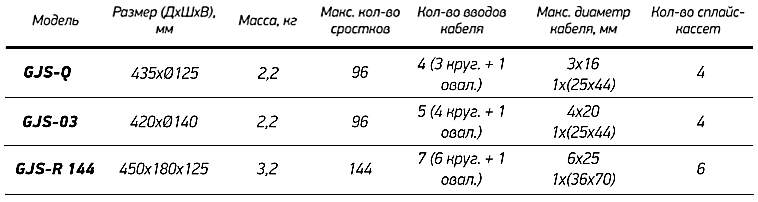 Модель Размер (ДхШхВ), мм Масса, кг Макс. кол-во сростков Кол-во вводов кабеля Макс. диаметр кабеля, мм Кол-во сплайс-кассет
GJS-Q 435xØ125 2,2 96 4 (3 круг. + 1 овал.) 3x16 1x(25x44) 4
GJS-03 420xØ140 2,2 96 5 (4 круг. + 1 овал.) 4x20 1x(25x44) 4
GJS-R 144 450x180x125 3,2 144 7 (6 круг. + 1 овал.) 6x25 1x(36x70) 6